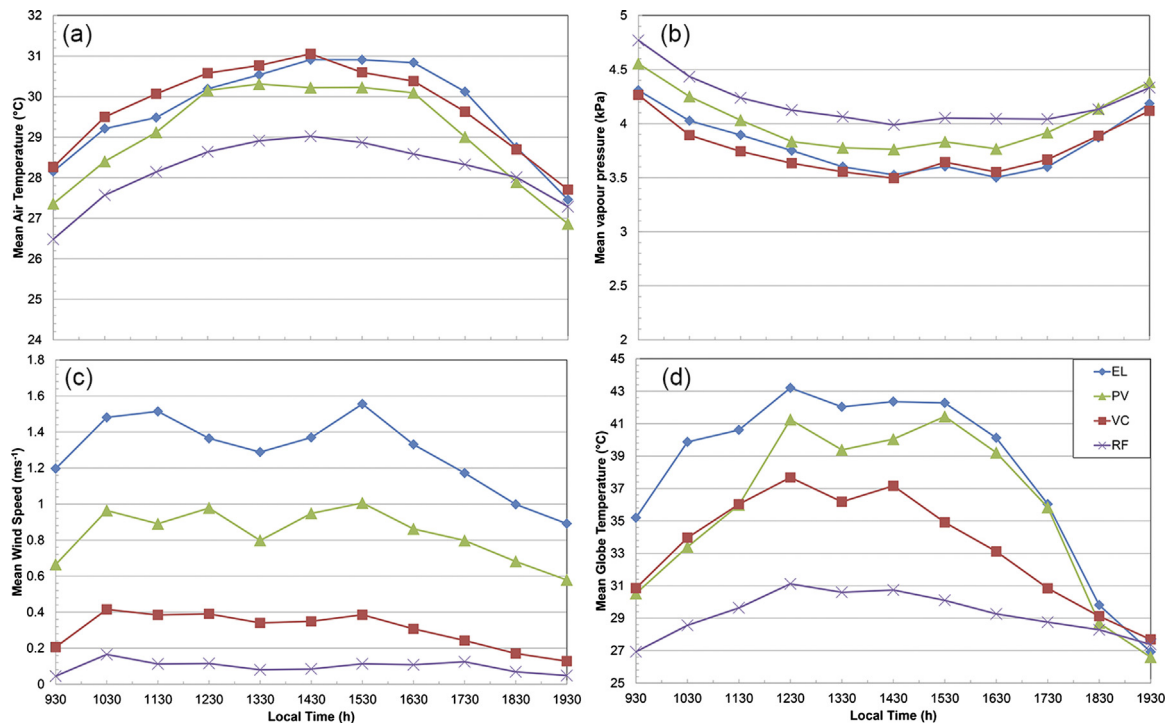 (a)
Mean Air Temperature (°C)
32
31
30
29
28
27
26
25
24
(b)
Mean vapour pressure (kPa)
5
4.5
4
3.5
3
2.5
2
(c)
Mean Wind Speed (ms⁻¹)
1.8
1.6
1.4
1.2
1
0.8
0.6
0.4
0.2
0
930 1030 1130 1230 1330 1430 1530 1630 1730 1830 1930
Local Time (h)
(d)
Mean Globe Temperature (°C)
45
43
41
39
37
35
33
31
29
27
25
EL
PV
VC
RF
930 1030 1130 1230 1330 1430 1530 1630 1730 1830 1930
Local Time (h)